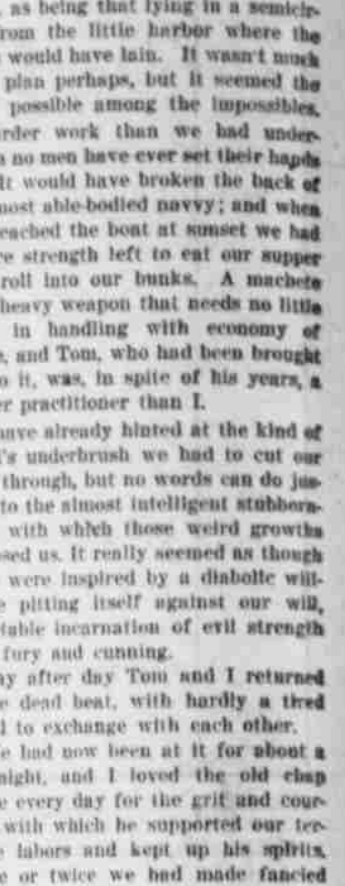 , as being that lying in a semicir-
rom the little harbor where the
would have lain. It wasn't much
plan perhaps, but it seemed the
possible among the impossibles.
rder work than we had under-
n no men have ever set their hands
It would have broken the back of
most able-bodied navvy; and when
eached the boat at sunset we had
re strength left to eat our supper
roll into our bunks. A machete
heavy weapon that needs no little
in handling with economy of
e, and Tom, who had been brought
o it, was, in spite of his years, a
er practitioner than I.
have already hinted at the kind of
l's underbrush we had to cut our
through, but no words can do jus-
to the almost intelligent stubborn-
with which those weird growths
osed us. It really seemed as though
were inspired by a diabolic will-
e pitting itself against our will,
table incarnation of evil strength
fury and cunning.
ay after day Tom and I returned
e dead beat, with hardly a tired
d to exchange with each other.
e had now been at it for about a
night, and I loved the old chap
e every day for the grit and cour-
with which he supported our ter-
e labors and kept up his spirits.
e or twice we had made fancied